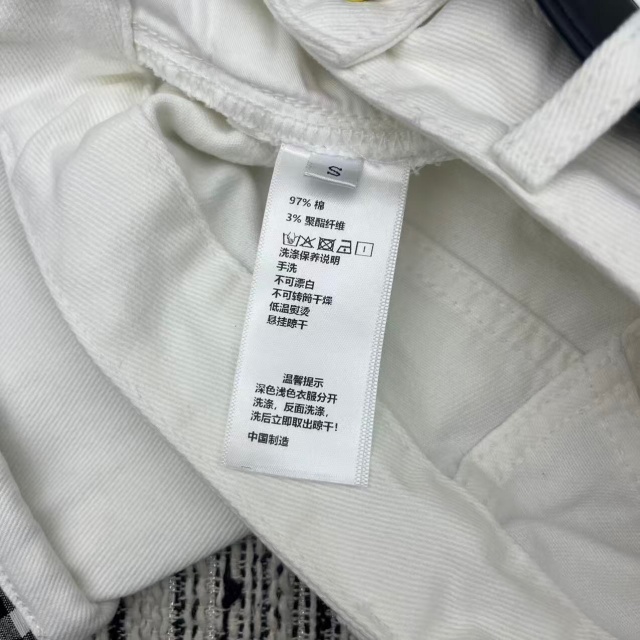 S
97% 棉
3% 聚酯纤维
洗涤保养说明
手洗
不可漂白
不可转筒干燥
低温熨烫
悬挂晾干
温馨提示
深色浅色衣服分开
洗涤，反面洗涤，
洗后立即取出晾干！
中国制造